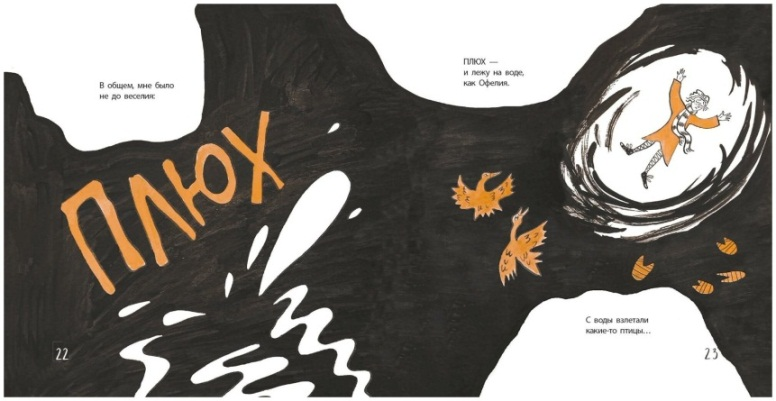 В общем, мне было
не до веселия:
ПЛЮХ
22
ПЛЮХ —
и лежу на воде,
как Офелия.
С воды взлетали
какие-то птицы...
23